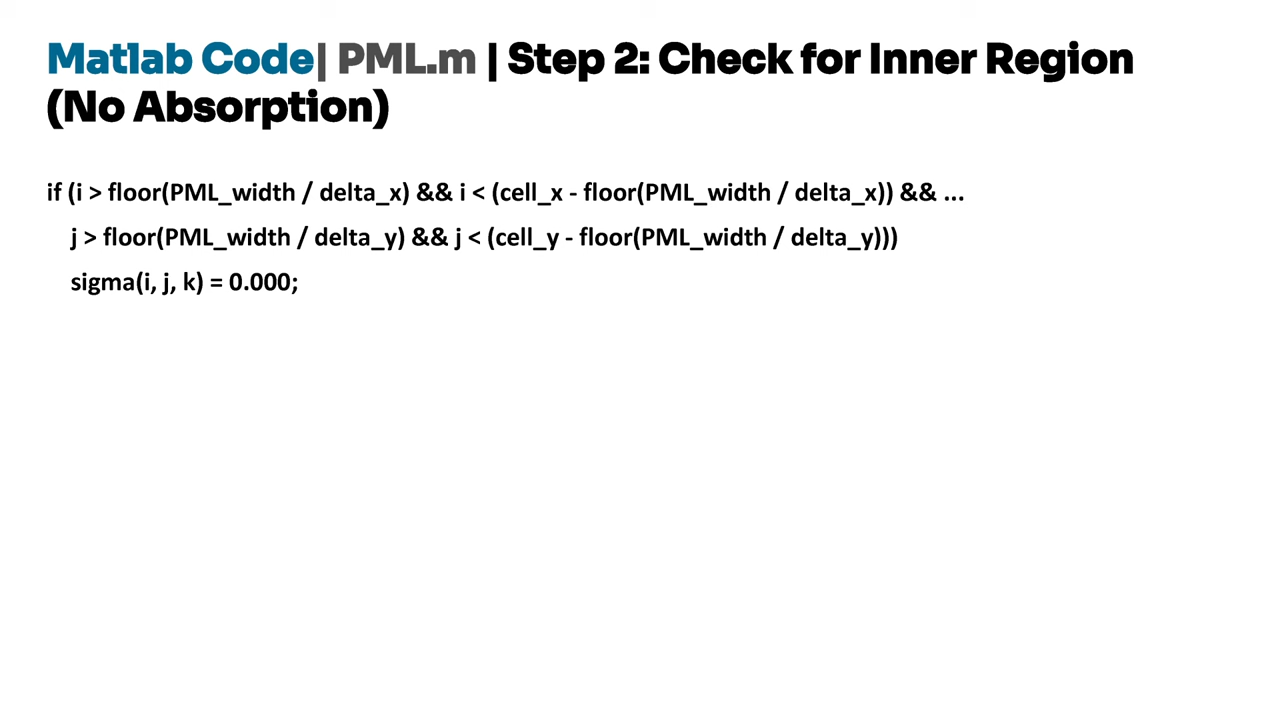 Matlab Code| PML.m | Step 2: Check for Inner Region
(No Absorption)
if (i > floor(PML_width / delta_x) && i < (cell_x - floor(PML_width / delta_x)) && ...
j > floor(PML_width / delta_y) && j < (cell_y - floor(PML_width / delta_y)))
sigma(i, j, k) = 0.000;